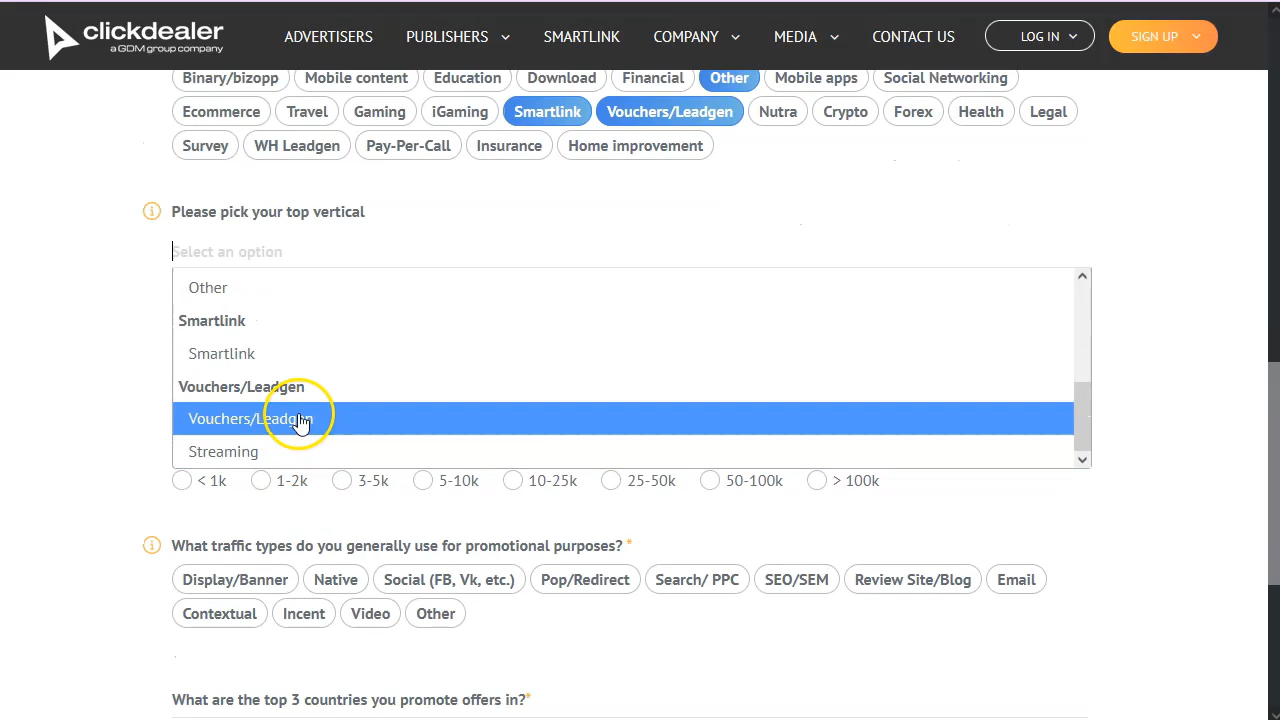 clickdealer
a GDM group company
ADVERTISERS PUBLISHERS SMARTLINK COMPANY MEDIA CONTACT US LOG IN SIGN UP
Binary/bizopp Mobile content Education Download Financial Other Mobile apps Social Networking
Ecommerce Travel Gaming iGaming Smartlink Vouchers/Leadgen Nutra Crypto Forex Health Legal
Survey WH Leadgen Pay-Per-Call Insurance Home improvement
Please pick your top vertical
Select an option
Other
Smartlink
Smartlink
Vouchers/Leadgen
Vouchers/Leadgen
Streaming
< 1k 1-2k 3-5k 5-10k 10-25k 25-50k 50-100k > 100k
What traffic types do you generally use for promotional purposes? *
Display/Banner Native Social (FB, Vk, etc.) Pop/Redirect Search/ PPC SEO/SEM Review Site/Blog Email
Contextual Incent Video Other
What are the top 3 countries you promote offers in?*